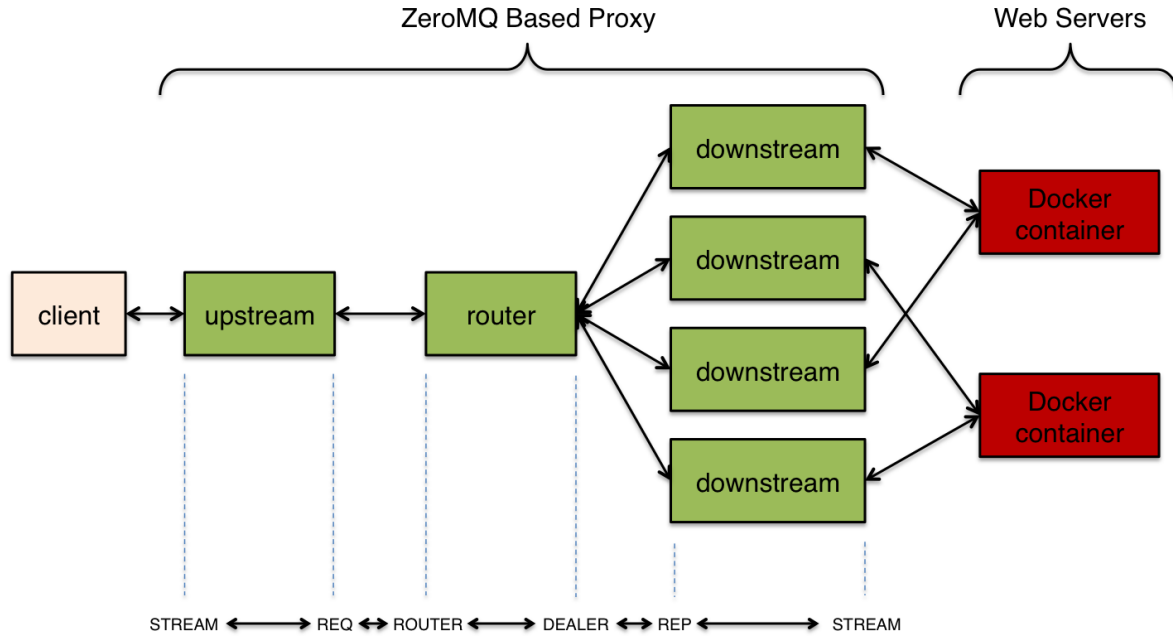 ZeroMQ Based Proxy
Web Servers
downstream
Docker
container
downstream
client
upstream
router
downstream
Docker
container
downstream
STREAM
REQ
ROUTER
DEALER
REP
STREAM